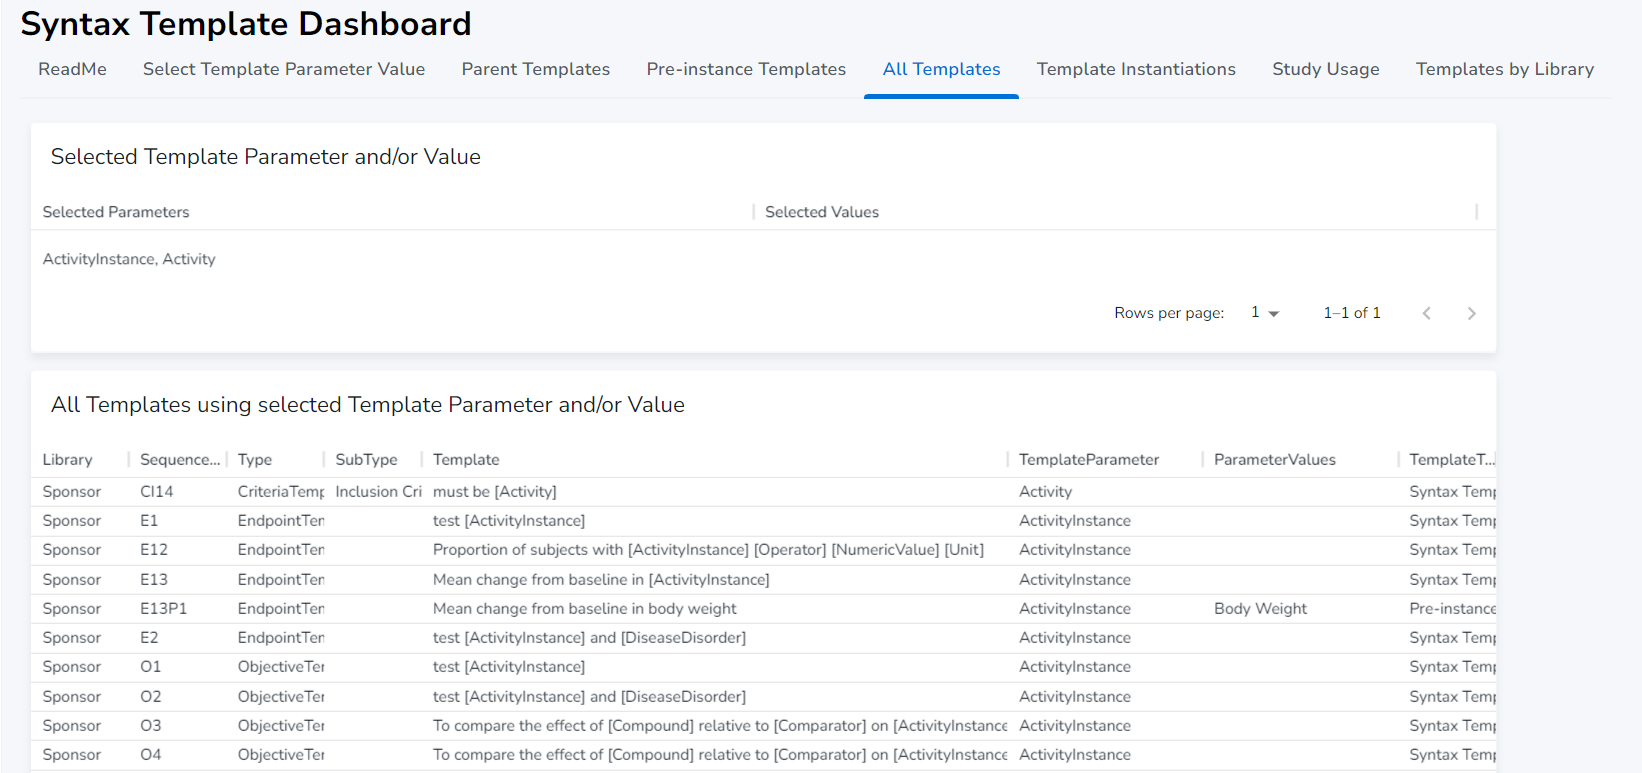 Syntax Template Dashboard
ReadMe Select Template Parameter Value Parent Templates Pre-instance Templates All Templates Template Instantiations Study Usage Templates by Library
Selected Template Parameter and/or Value
Selected Parameters Selected Values
ActivityInstance, Activity
Rows per page: 1 1–1 of 1
All Templates using selected Template Parameter and/or Value
Library Sequence... Type SubType Template TemplateParameter ParameterValues TemplateT...
Sponsor CI14 CriteriaTemp Inclusion Cri must be [Activity] Activity Syntax Temp
Sponsor E1 EndpointTen test [ActivityInstance] ActivityInstance Syntax Temp
Sponsor E12 EndpointTen Proportion of subjects with [ActivityInstance] [Operator] [NumericValue] [Unit] ActivityInstance Syntax Temp
Sponsor E13 EndpointTen Mean change from baseline in [ActivityInstance] ActivityInstance Syntax Temp
Sponsor E13P1 EndpointTen Mean change from baseline in body weight ActivityInstance Body Weight Pre-instance
Sponsor E2 EndpointTen test [ActivityInstance] and [DiseaseDisorder] ActivityInstance Syntax Temp
Sponsor O1 ObjectiveTer test [ActivityInstance] ActivityInstance Syntax Temp
Sponsor O2 ObjectiveTer test [ActivityInstance] and [DiseaseDisorder] ActivityInstance Syntax Temp
Sponsor O3 ObjectiveTer To compare the effect of [Compound] relative to [Comparator] on [ActivityInstance ActivityInstance Syntax Temp
Sponsor O4 ObjectiveTer To compare the effect of [Compound] relative to [Comparator] on [ActivityInstance ActivityInstance Syntax Temp